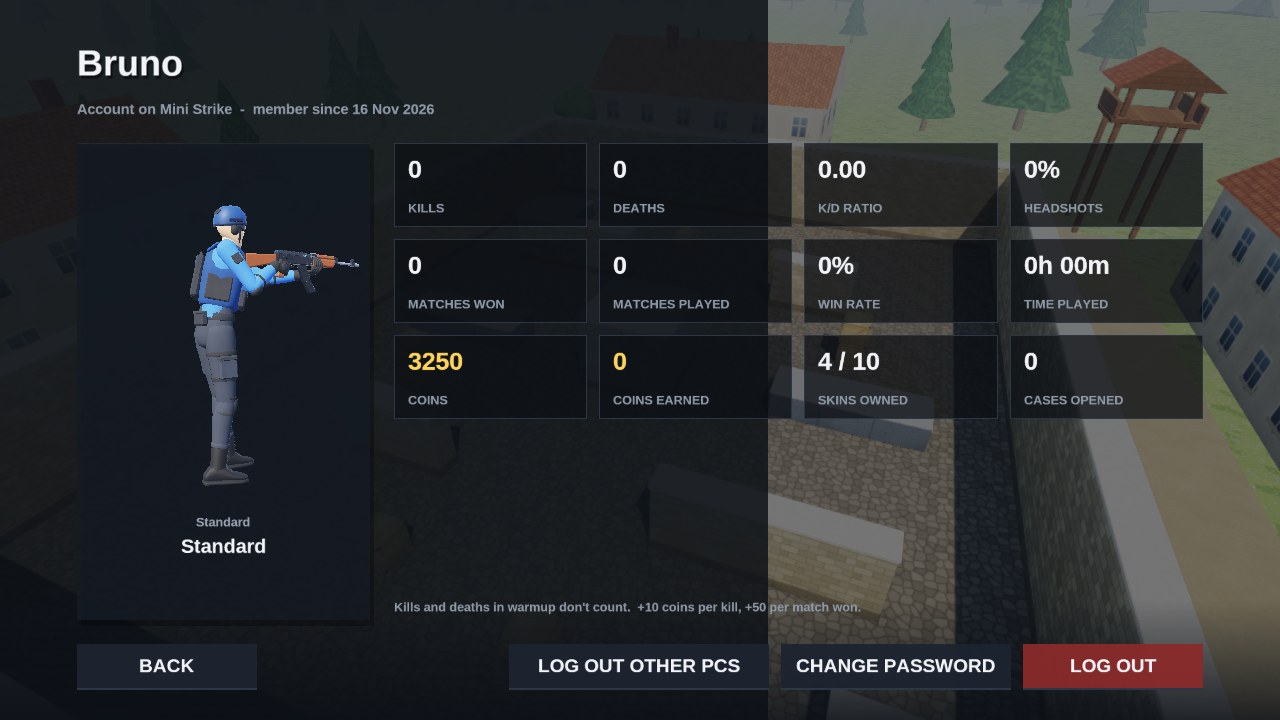 Bruno
Account on Mini Strike  -  member since 16 Nov 2026
0
KILLS
0
DEATHS
0.00
K/D RATIO
0%
HEADSHOTS
0
MATCHES WON
0
MATCHES PLAYED
0%
WIN RATE
0h 00m
TIME PLAYED
3250
COINS
0
COINS EARNED
4 / 10
SKINS OWNED
0
CASES OPENED
Standard
Standard
Kills and deaths in warmup don't count.  +10 coins per kill, +50 per match won.
BACK
LOG OUT OTHER PCS
CHANGE PASSWORD
LOG OUT